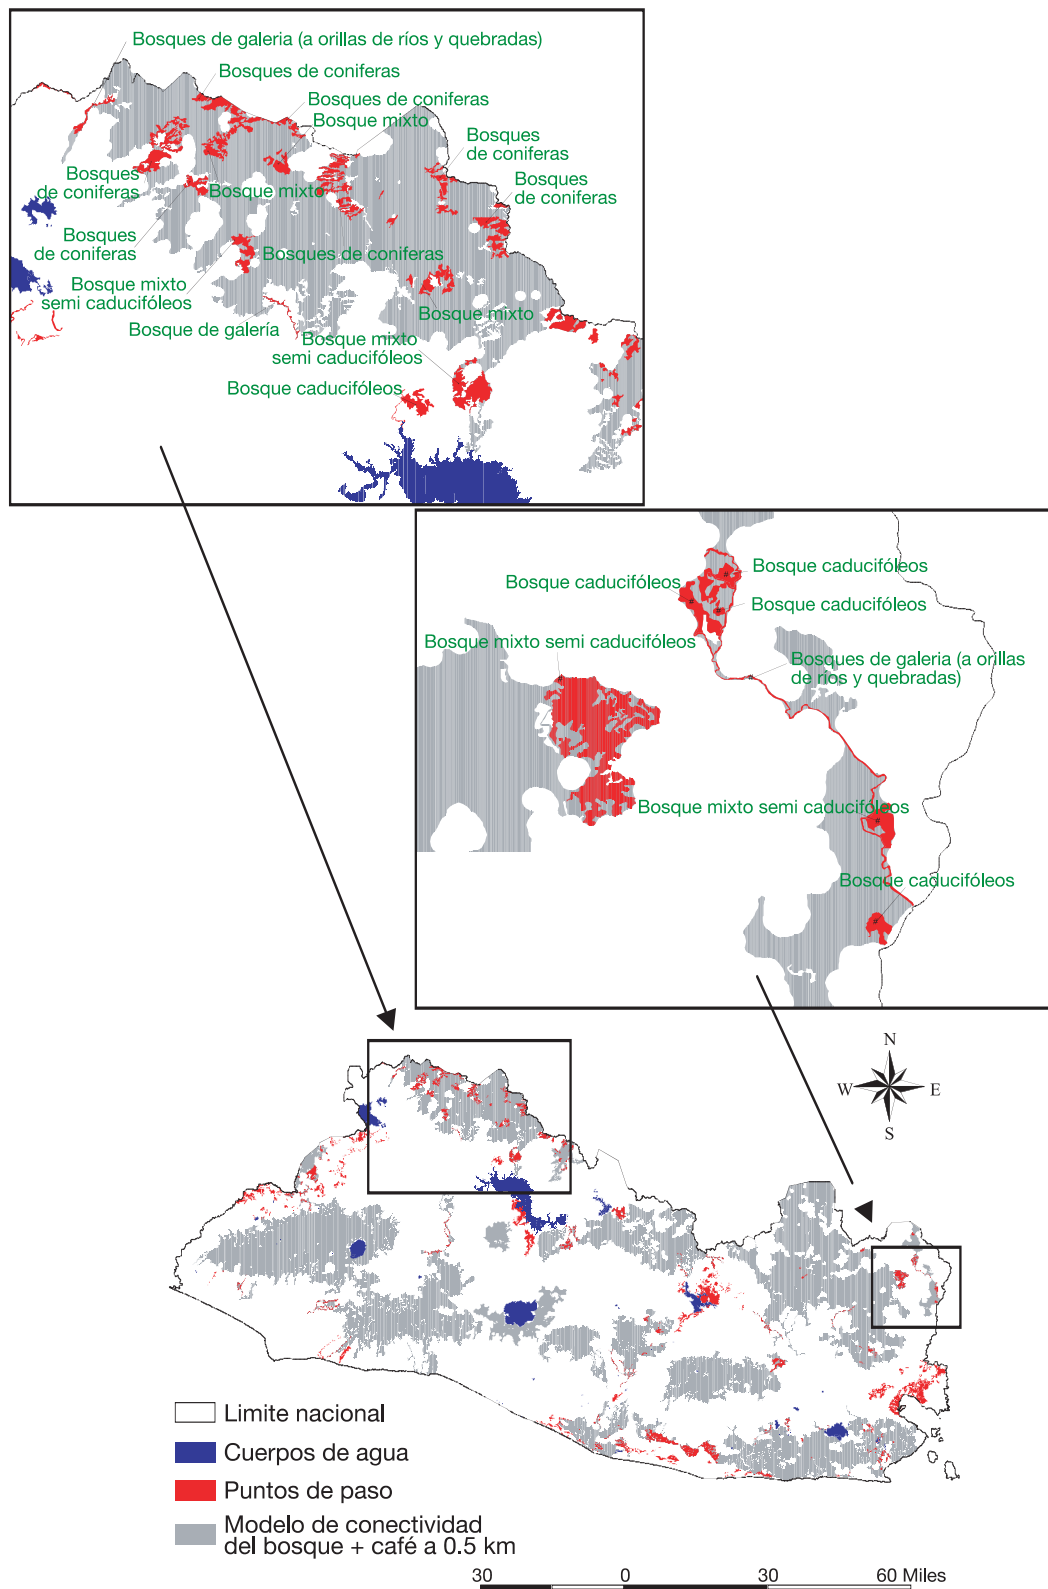 Bosques de galeria (a orillas de ríos y quebradas)
Bosques de coniferas
Bosques de coniferas
Bosque mixto
Bosques
de coniferas
Bosques
de coniferas
Bosques
de coniferas
Bosque mixto
Bosques
de coniferas
Bosques de coniferas
Bosque mixto
semi caducifóleos
Bosque mixto
Bosque de galería
Bosque mixto
semi caducifóleos
Bosque caducifóleos
Bosque caducifóleos
Bosque caducifóleos
Bosque caducifóleos
Bosque mixto semi caducifóleos
Bosques de galeria (a orillas
de ríos y quebradas)
Bosque mixto semi caducifóleos
Bosque caducifóleos
N
W
E
S
Limite nacional
Cuerpos de agua
Puntos de paso
Modelo de conectividad
del bosque + café a 0.5 km
30 0 30 60 Miles